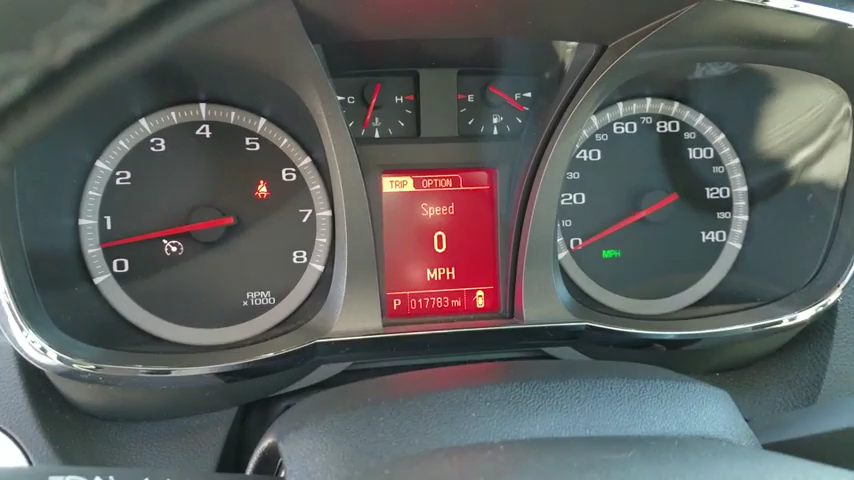 C H
E F
0 1 2 3 4 5 6 7 8
RPM
x 1000
TRIP OPTION
Speed
0
MPH
P 017783 mi
0 10 20 30 40 50 60 70 80 90 100 110 120 130 140
MPH